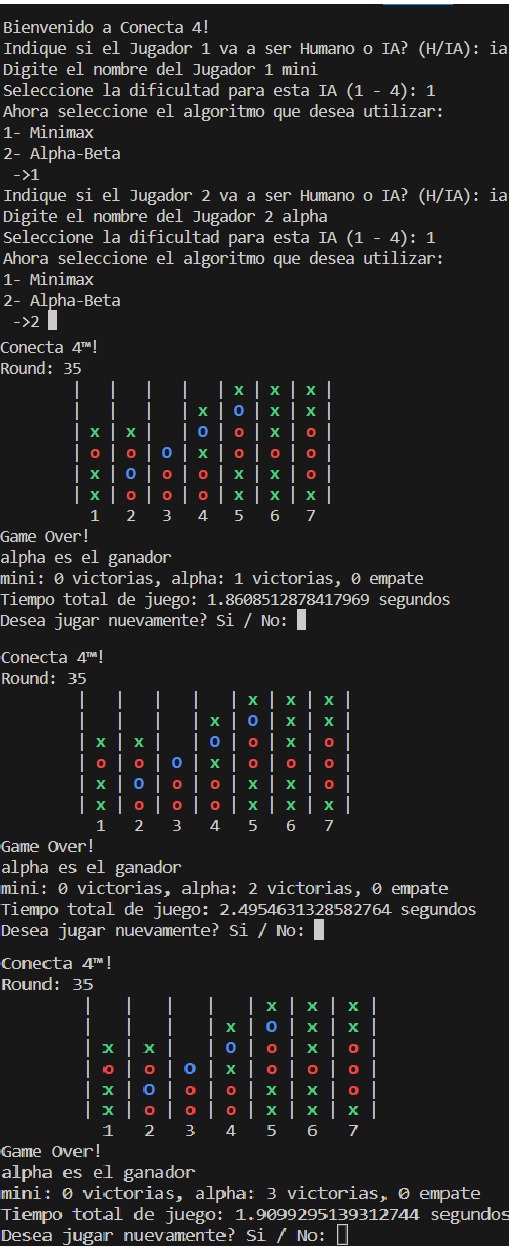 Bienvenido a Conecta 4!
Indique si el Jugador 1 va a ser Humano o IA? (H/IA): ia
Digite el nombre del Jugador 1 mini
Seleccione la dificultad para esta IA (1 - 4): 1
Ahora seleccione el algoritmo que desea utilizar:
1- Minimax
2- Alpha-Beta
->1
Indique si el Jugador 2 va a ser Humano o IA? (H/IA): ia
Digite el nombre del Jugador 2 alpha
Seleccione la dificultad para esta IA (1 - 4): 1
Ahora seleccione el algoritmo que desea utilizar:
1- Minimax
2- Alpha-Beta
->2
Conecta 4™!
Round: 35
|   |   |   |   | x | x | x |
|   |   |   | x | O | x | x |
| x | x |   | O | o | x | o |
| o | o | O | x | o | o | o |
| x | O | o | o | x | x | o |
| x | o | o | o | x | x | x |
1 2 3 4 5 6 7
Game Over!
alpha es el ganador
mini: 0 victorias, alpha: 1 victorias, 0 empate
Tiempo total de juego: 1.8608512878417969 segundos
Desea jugar nuevamente? Si / No:
Conecta 4™!
Round: 35
|   |   |   |   | x | x | x |
|   |   |   | x | O | x | x |
| x | x |   | O | o | x | o |
| o | o | O | x | o | o | o |
| x | O | o | o | x | x | o |
| x | o | o | o | x | x | x |
1 2 3 4 5 6 7
Game Over!
alpha es el ganador
mini: 0 victorias, alpha: 2 victorias, 0 empate
Tiempo total de juego: 2.4954631328582764 segundos
Desea jugar nuevamente? Si / No:
Conecta 4™!
Round: 35
|   |   |   |   | x | x | x |
|   |   |   | x | O | x | x |
| x | x |   | O | o | x | o |
| o | o | O | x | o | o | o |
| x | O | o | o | x | x | o |
| x | o | o | o | x | x | x |
1 2 3 4 5 6 7
Game Over!
alpha es el ganador
mini: 0 victorias, alpha: 3 victorias, 0 empate
Tiempo total de juego: 1.9099295139312744 segundos
Desea jugar nuevamente? Si / No: